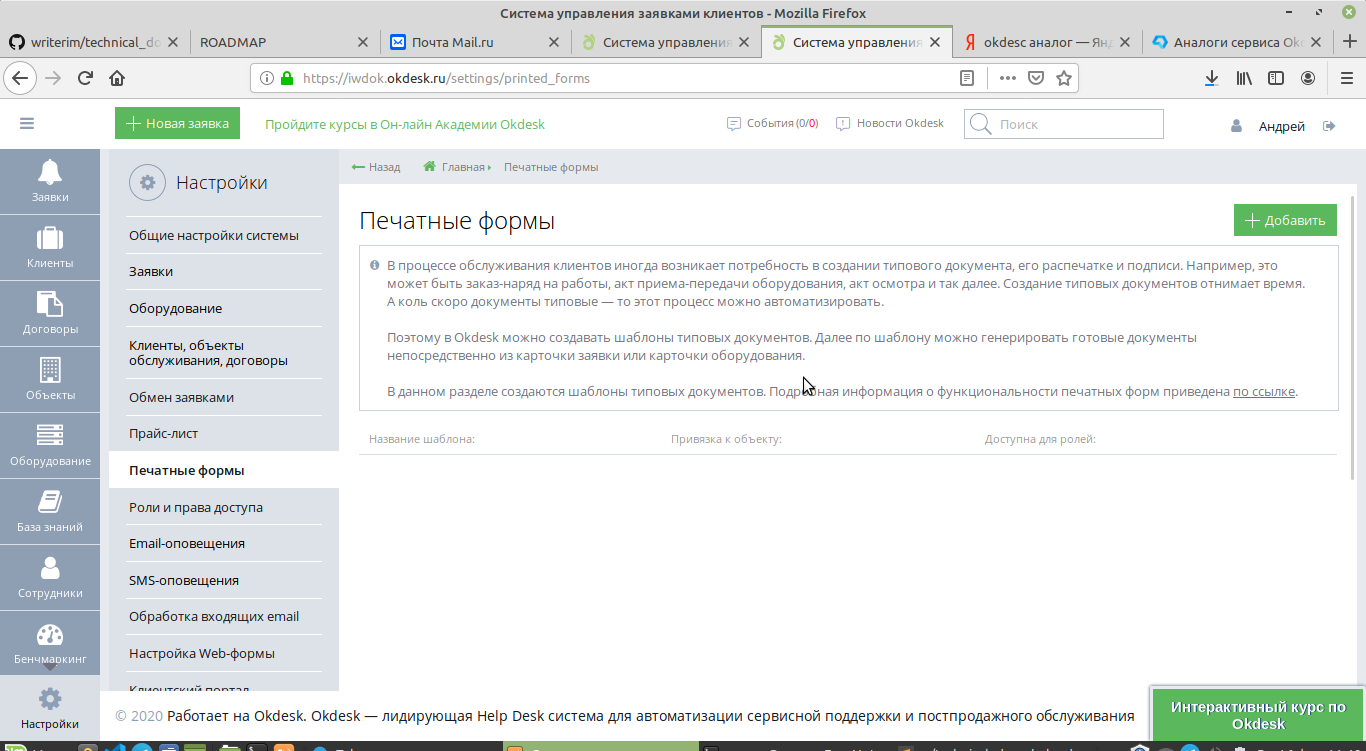 Система управления заявками клиентов - Mozilla Firefox
writerim/technical_do
ROADMAP
Почта Mail.ru
Система управления
Система управления
okdesc аналог — Янд
Аналоги сервиса Okd
https://iwdok.okdesk.ru/settings/printed_forms
Новая заявка
Пройдите курсы в Он-лайн Академии Okdesk
События (0/0)
Новости Okdesk
Поиск
Андрей
Заявки
Клиенты
Договоры
Объекты
Оборудование
База знаний
Сотрудники
Бенчмаркинг
Настройки
Настройки
Общие настройки системы
Заявки
Оборудование
Клиенты, объекты
обслуживания, договоры
Обмен заявками
Прайс-лист
Печатные формы
Роли и права доступа
Email-оповещения
SMS-оповещения
Обработка входящих email
Настройка Web-формы
Клиентский портал
Назад
Главная
Печатные формы
Печатные формы
Добавить
В процессе обслуживания клиентов иногда возникает потребность в создании типового документа, его распечатке и подписи. Например, это
может быть заказ-наряд на работы, акт приема-передачи оборудования, акт осмотра и так далее. Создание типовых документов отнимает время.
А коль скоро документы типовые — то этот процесс можно автоматизировать.
Поэтому в Okdesk можно создавать шаблоны типовых документов. Далее по шаблону можно генерировать готовые документы
непосредственно из карточки заявки или карточки оборудования.
В данном разделе создаются шаблоны типовых документов. Подробная информация о функциональности печатных форм приведена по ссылке.
Название шаблона:
Привязка к объекту:
Доступна для ролей:
© 2020 Работает на Okdesk. Okdesk — лидирующая Help Desk система для автоматизации сервисной поддержки и постпродажного обслуживания
Интерактивный курс по
Okdesk